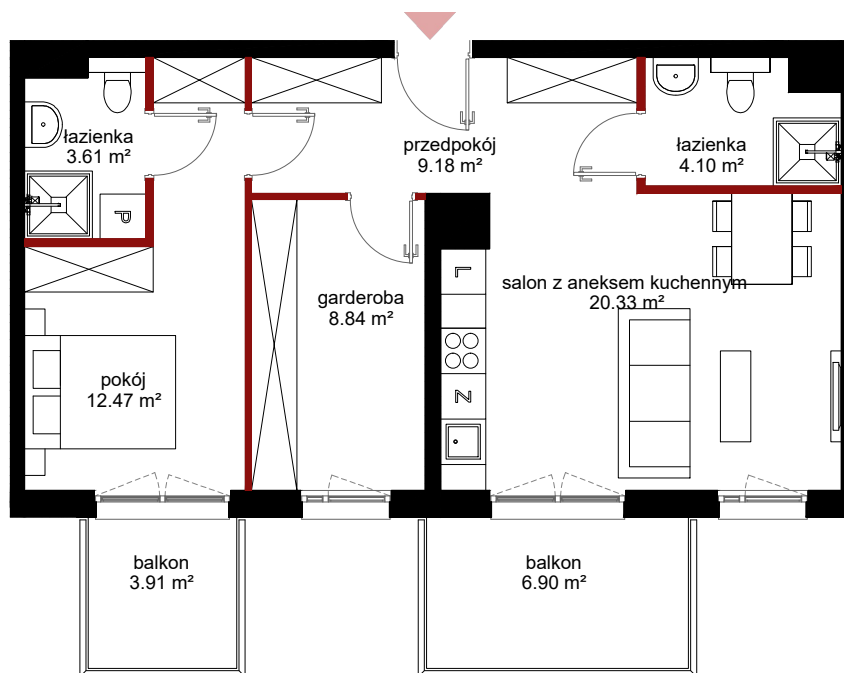 łazienka
3.61 m²
przedpokój
9.18 m²
łazienka
4.10 m²
P
L
salon z aneksem kuchennym
20.33 m²
garderoba
8.84 m²
pokój
12.47 m²
Z
balkon
3.91 m²
balkon
6.90 m²